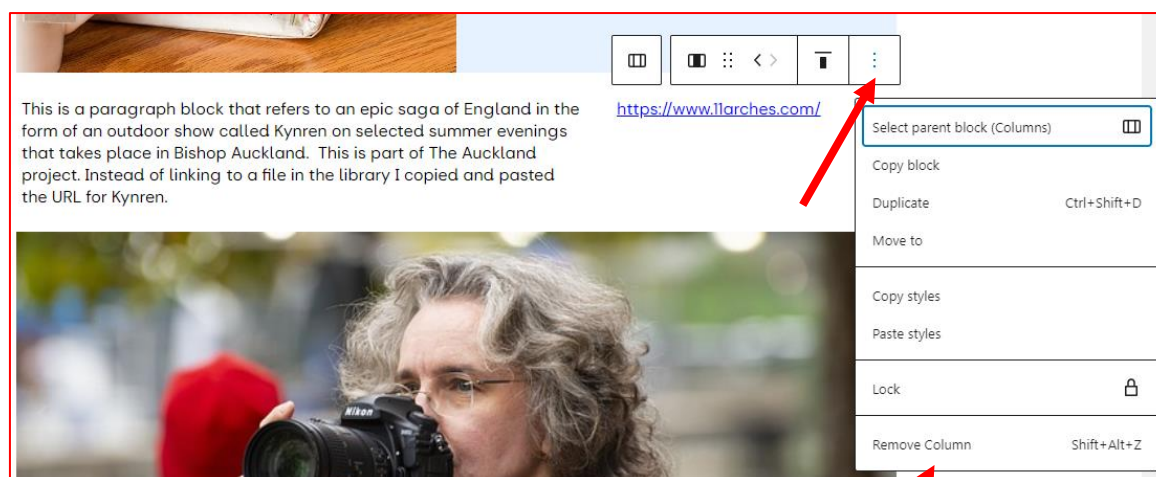 This is a paragraph block that refers to an epic saga of England in the
form of an outdoor show called Kynren on selected summer evenings
that takes place in Bishop Auckland.  This is part of The Auckland
project. Instead of linking to a file in the library I copied and pasted
the URL for Kynren.
https://www.11arches.com/
Select parent block (Columns)
Copy block
Duplicate Ctrl+Shift+D
Move to
Copy styles
Paste styles
Lock
Remove Column Shift+Alt+Z
Nikon